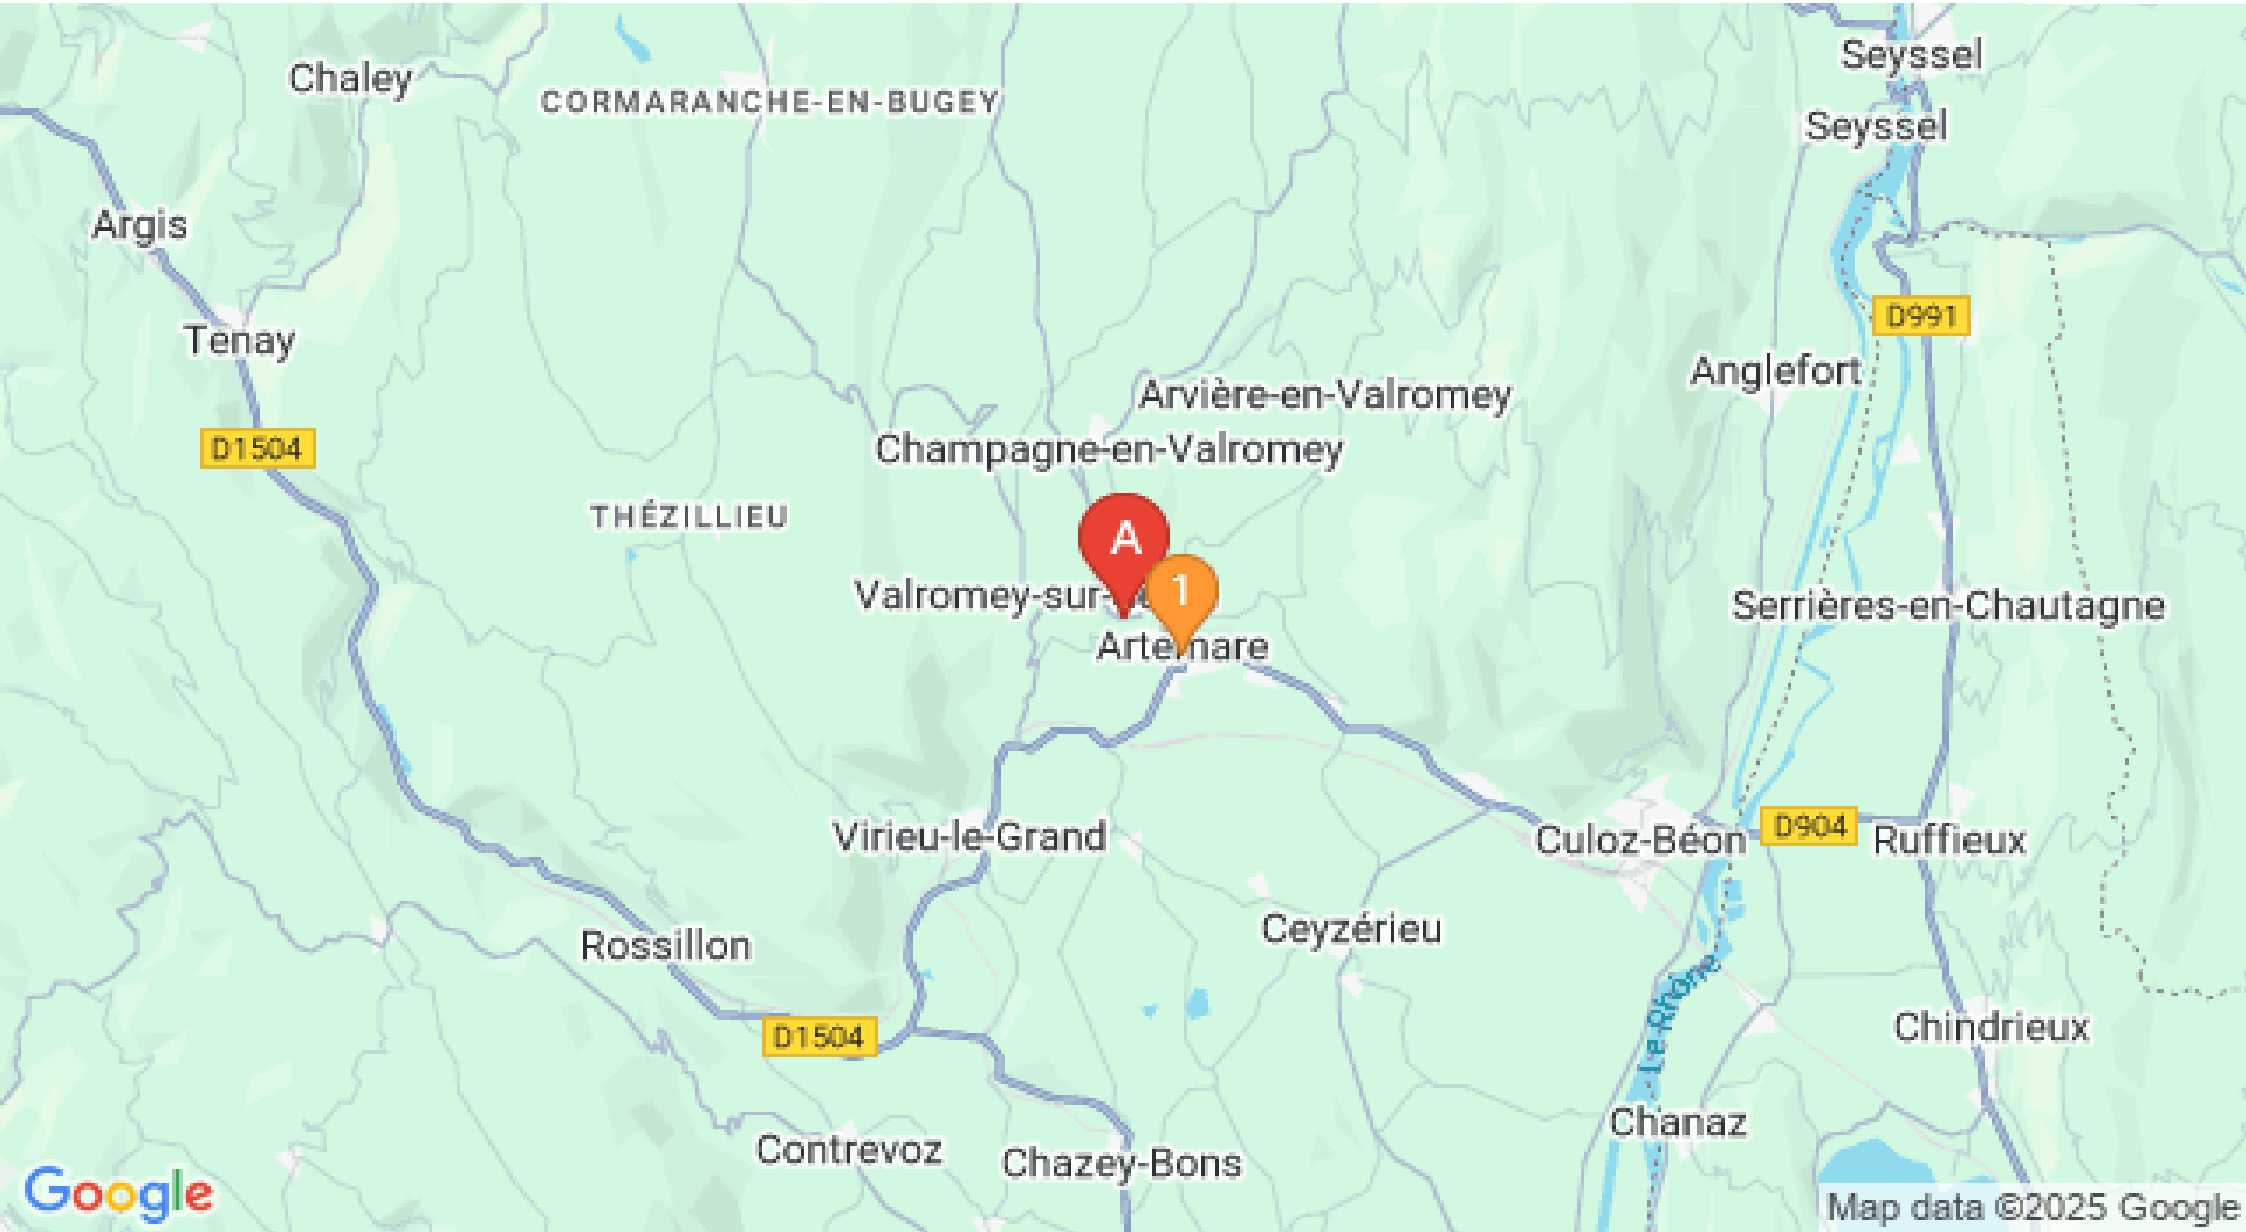 Seyssel
Chaley
CORMARANCHE-EN-BUGEY
Seyssel
Argis
D991
Tenay
Anglefort
Arvière-en-Valromey
D1504
Champagne-en-Valromey
THÉZILLIEU
A
1
Valromey-sur-
Serrières-en-Chautagne
Artemare
D904
Virieu-le-Grand
Culoz-Béon
Ruffieux
Ceyzérieu
Rossillon
Le Rhône
Chindrieux
D1504
Chanaz
Contrevoz
Chazey-Bons
Google
Map data ©2025 Google